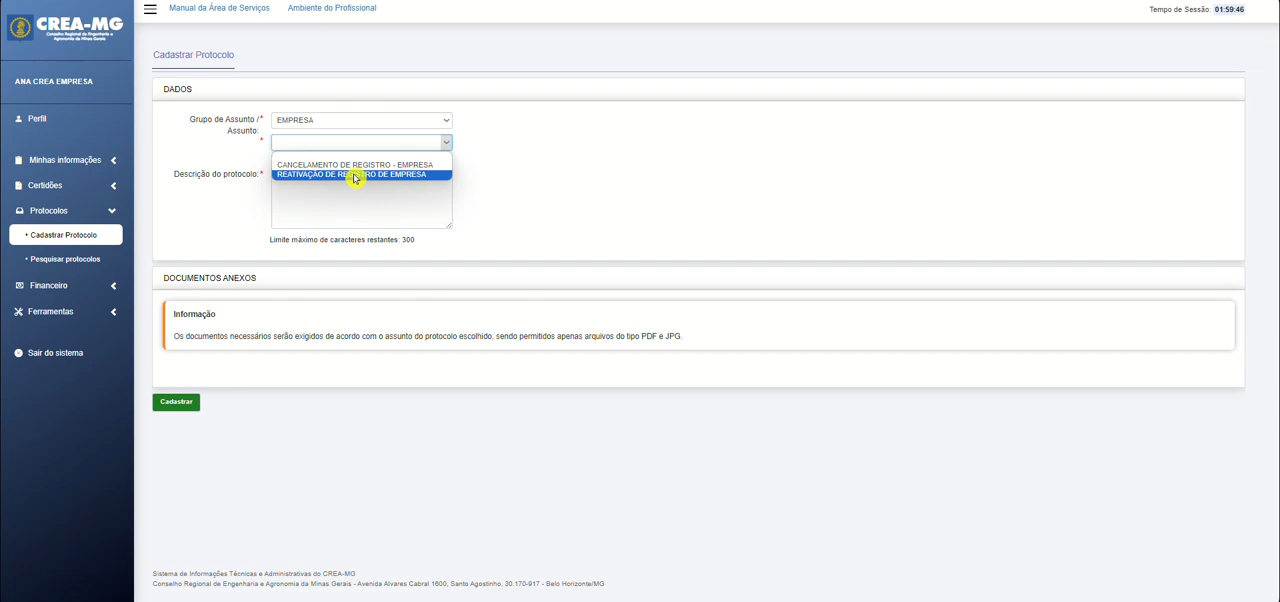 CREA-MG
Conselho Regional de Engenharia e
Agronomia de Minas Gerais
Manual da Área de Serviços
Ambiente do Profissional
Tempo de Sessão: 01:59:46
ANA CREA EMPRESA
Perfil
Minhas informações
Certidões
Protocolos
• Cadastrar Protocolo
• Pesquisar protocolos
Financeiro
Ferramentas
Sair do sistema
Cadastrar Protocolo
DADOS
Grupo de Assunto /*
Assunto:
*
EMPRESA
CANCELAMENTO DE REGISTRO - EMPRESA
REATIVAÇÃO DE REGISTRO DE EMPRESA
Descrição do protocolo:*
Limite máximo de caracteres restantes: 300
DOCUMENTOS ANEXOS
Informação
Os documentos necessários serão exigidos de acordo com o assunto do protocolo escolhido, sendo permitidos apenas arquivos do tipo PDF e JPG.
Cadastrar
Sistema de Informações Técnicas e Administrativas do CREA-MG
Conselho Regional de Engenharia e Agronomia da Minas Gerais - Avenida Alvares Cabral 1600, Santo Agostinho, 30.170-917 - Belo Horizonte/MG